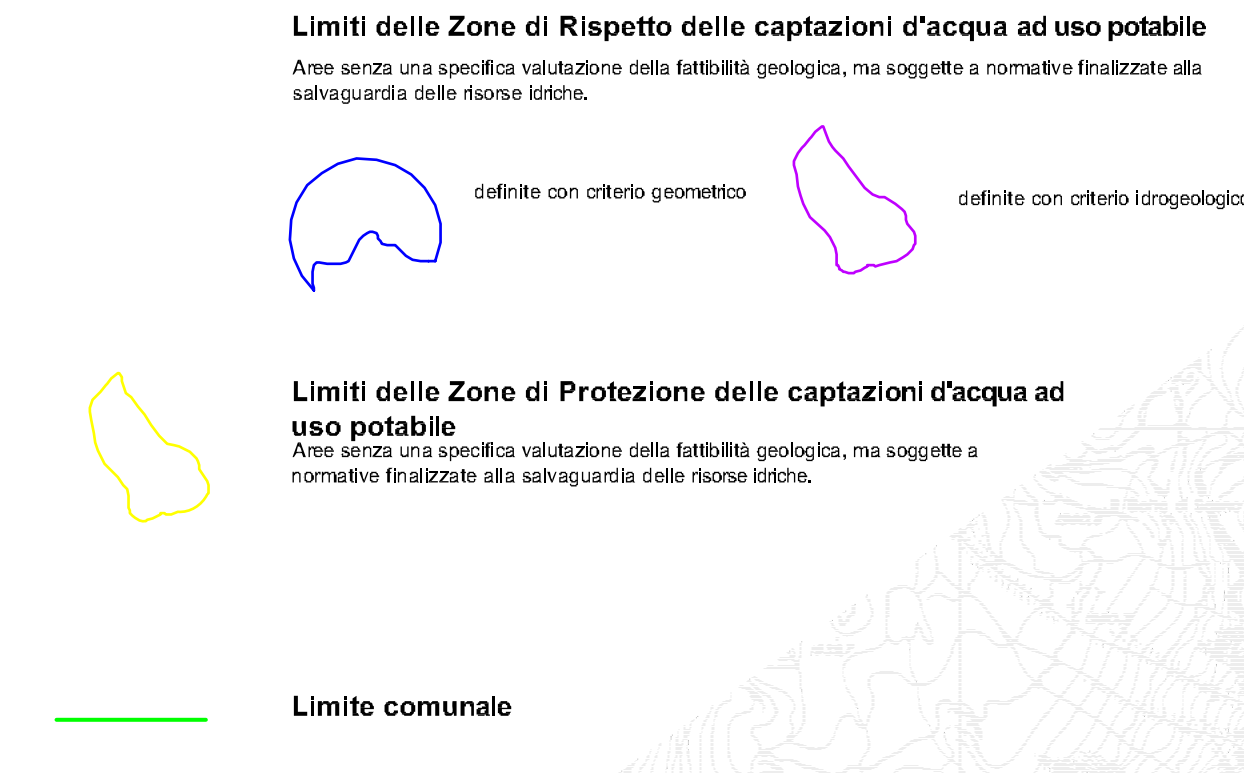 Limiti delle Zone di Rispetto delle captazioni d'acqua ad uso potabile
Aree senza una specifica valutazione della fattibilità geologica, ma soggette a normative finalizzate alla
salvaguardia delle risorse idriche.
definite con criterio geometrico
definite con criterio idrogeologico
Limiti delle Zone di Protezione delle captazioni d'acqua ad
uso potabile
Aree senza una specifica valutazione della fattibilità geologica, ma soggette a
normative finalizzate alla salvaguardia delle risorse idriche.
Limite comunale